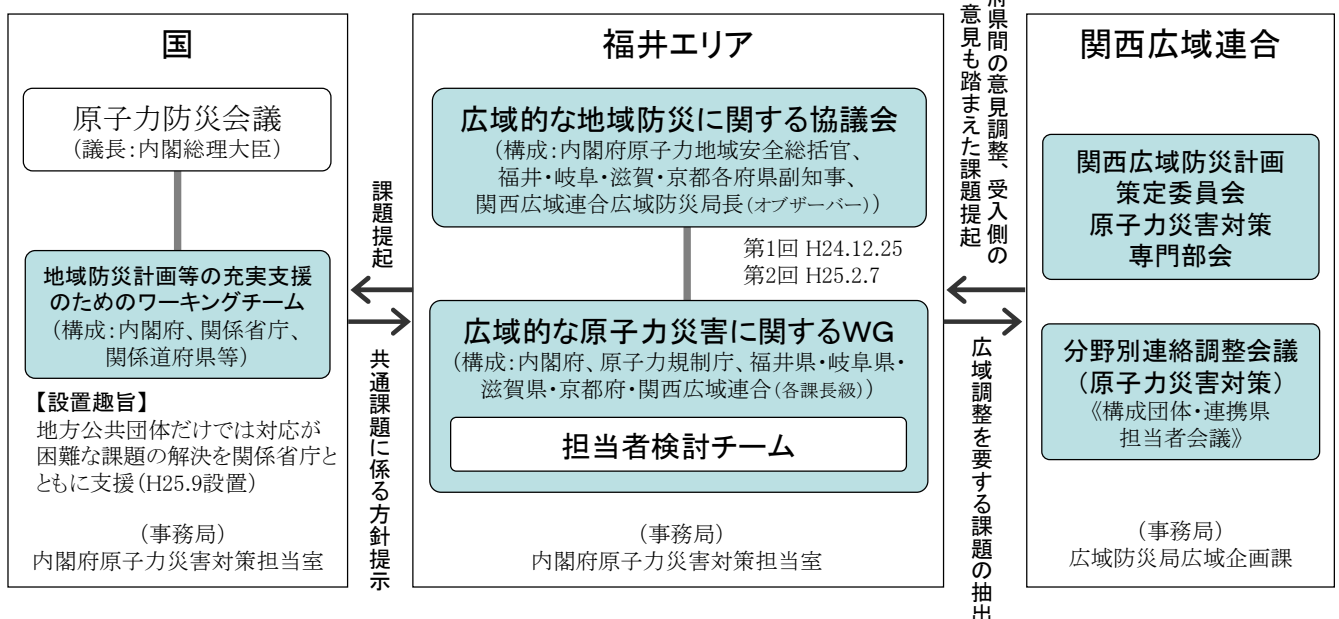 国
原子力防災会議
(議長:内閣総理大臣)
地域防災計画等の充実支援
のためのワーキングチーム
(構成:内閣府、関係省庁、
関係道府県等)
【設置趣旨】
地方公共団体だけでは対応が
困難な課題の解決を関係省庁と
ともに支援(H25.9設置)
(事務局)
内閣府原子力災害対策担当室
課題提起
共通課題に係る方針提示
福井エリア
広域的な地域防災に関する協議会
(構成:内閣府原子力地域安全総括官、
福井・岐阜・滋賀・京都各府県副知事、
関西広域連合広域防災局長(オブザーバー))
第1回 H24.12.25
第2回 H25.2.7
広域的な原子力災害に関するWG
(構成:内閣府、原子力規制庁、福井県・岐阜県・
滋賀県・京都府・関西広域連合(各課長級))
担当者検討チーム
(事務局)
内閣府原子力災害対策担当室
府県間の意見調整、受入側の
意見も踏まえた課題提起
広域調整を要する課題の抽出
関西広域連合
関西広域防災計画
策定委員会
原子力災害対策
専門部会
分野別連絡調整会議
(原子力災害対策)
《構成団体・連携県
担当者会議》
(事務局)
広域防災局広域企画課